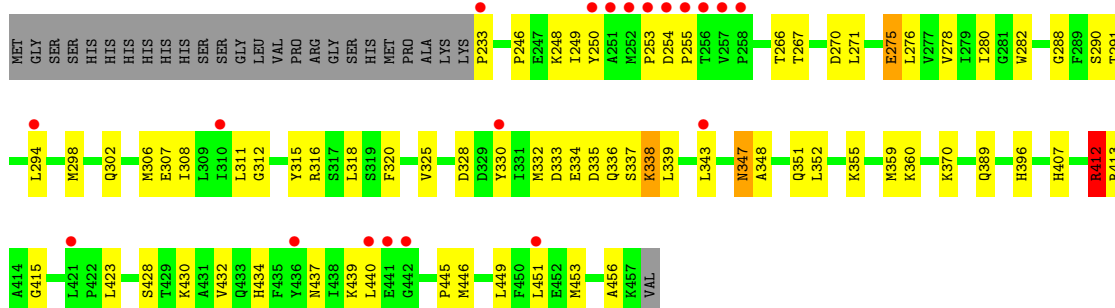 MET GLY SER SER HIS HIS HIS HIS HIS HIS SER SER GLY LEU VAL PRO ARG GLY SER HIS MET PRO ALA LYS LYS P233 P246 E247 K248 I249 Y250 A251 M252 P253 D254 P255 T256 V257 P258 T266 T267 D270 L271 E275 L276 V277 V278 I279 I280 G281 W282 G288 F289 S290 T291
L294 M298 Q302 M306 E307 I308 L309 I310 L311 G312 Y315 R316 S317 L318 S319 F320 V325 D328 D329 Y330 I331 M332 D333 E334 D335 Q336 S337 K338 L339 L343 N347 A348 Q351 L352 K355 M359 K360 K370 Q389 H396 H407 R412 R413
A414 G415 L421 P422 L423 S428 T429 K430 A431 V432 Q433 H434 F435 Y436 N437 I438 K439 L440 E441 G442 P445 M446 L449 F450 L451 E452 M453 A456 K457 VAL